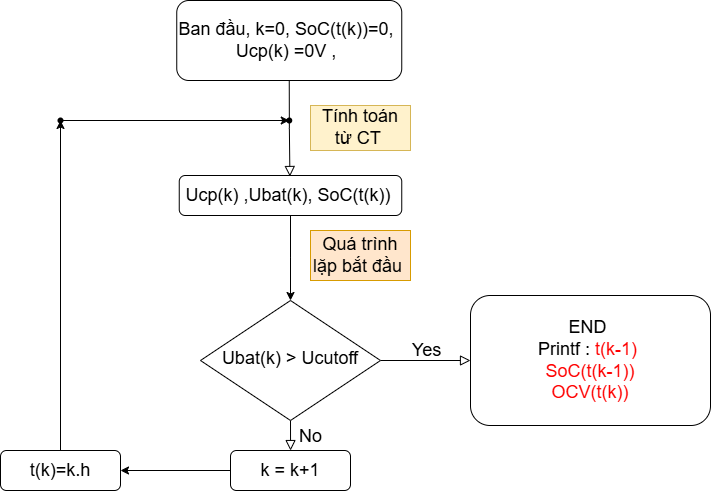 Ban đầu, k=0, SoC(t(k))=0,
Ucp(k) =0V ,
Tính toán
từ CT
Ucp(k) ,Ubat(k), SoC(t(k))
Quá trình
lặp bắt đầu
Ubat(k) > Ucutoff
Yes
END
Printf : t(k-1)
SoC(t(k-1))
OCV(t(k))
No
k = k+1
t(k)=k.h